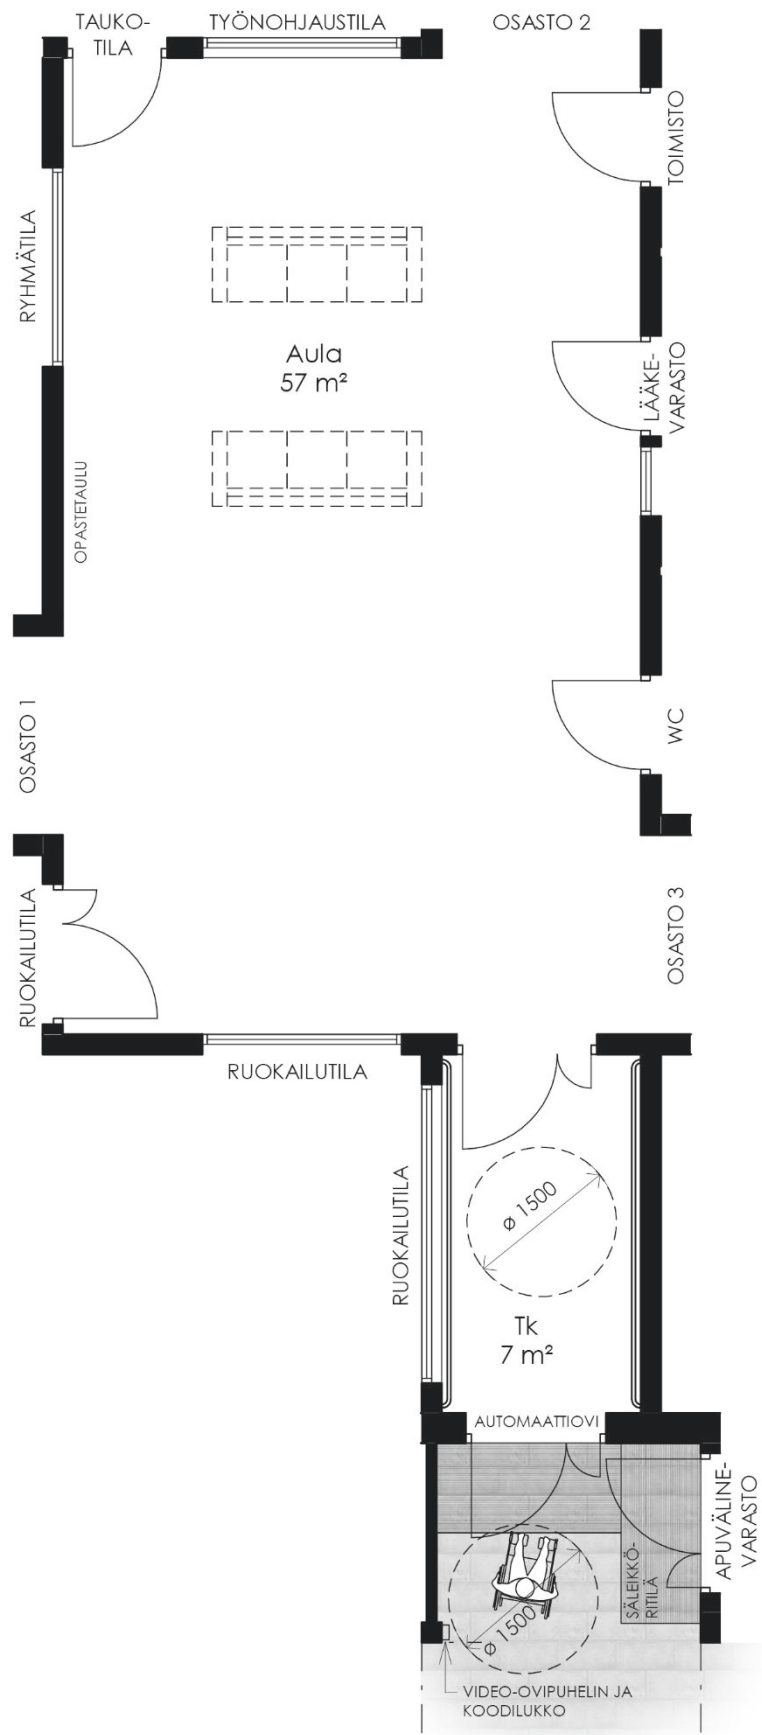 TAUKO-
TILA
TYÖNOHJAUSTILA
OSASTO 2
TOIMISTO
RYHMÄTILA
Aula
57 m²
LÄÄKE-
VARASTO
OPASTETAULU
OSASTO 1
WC
RUOKAILUTILA
OSASTO 3
RUOKAILUTILA
RUOKAILUTILA
ø 1500
Tk
7 m²
AUTOMAATTIOVI
APUVÄLINE-
VARASTO
SÄLEIKKÖ-
RITILÄ
ø 1500
VIDEO-OVIPUHELIN JA
KOODILUKKO